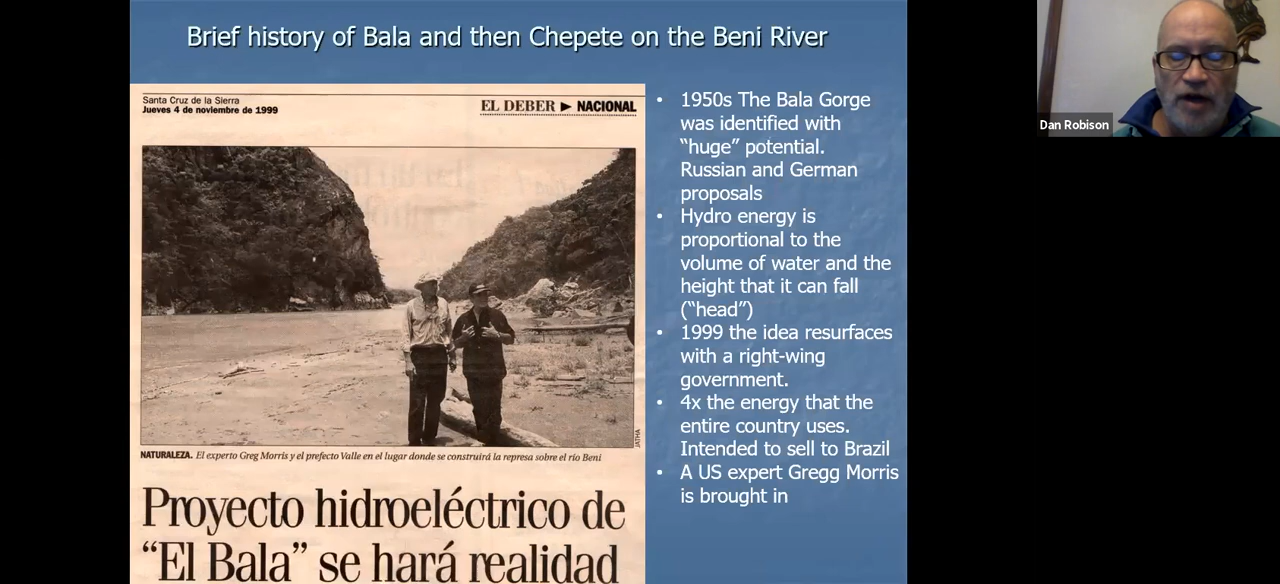 Brief history of Bala and then Chepete on the Beni River
Santa Cruz de la Sierra
Jueves 4 de noviembre de 1999
EL DEBER ► NACIONAL
JATHA
NATURALEZA. El experto Greg Morris y el prefecto Valle en el lugar donde se construirá la represa sobre el río Beni
Proyecto hidroeléctrico de
“El Bala” se hará realidad
• 1950s The Bala Gorge
was identified with
“huge” potential.
Russian and German
proposals
• Hydro energy is
proportional to the
volume of water and the
height that it can fall
(“head”)
• 1999 the idea resurfaces
with a right-wing
government.
• 4x the energy that the
entire country uses.
Intended to sell to Brazil
• A US expert Gregg Morris
is brought in
Dan Robison